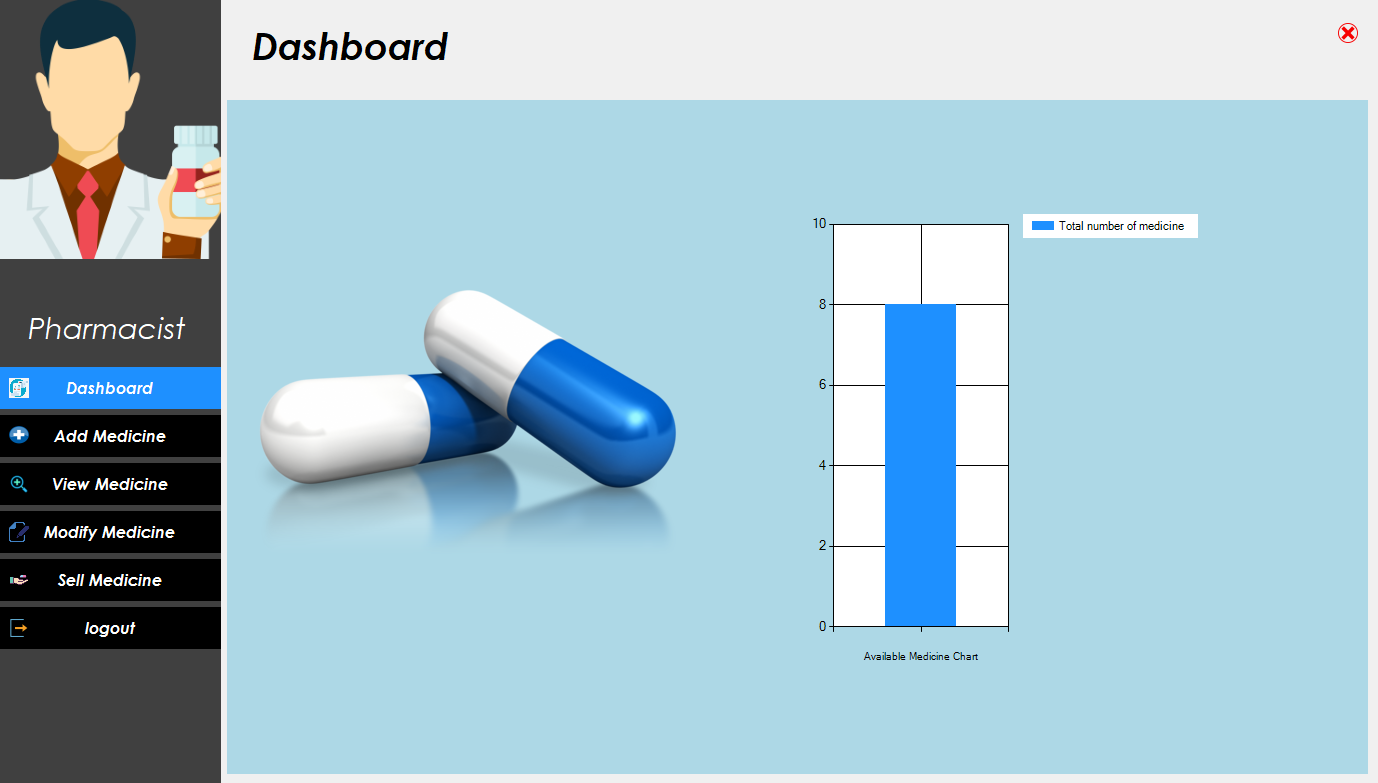 Dashboard
Pharmacist
Dashboard
Add Medicine
View Medicine
Modify Medicine
Sell Medicine
logout
10
8
6
4
2
0
Total number of medicine
Available Medicine Chart